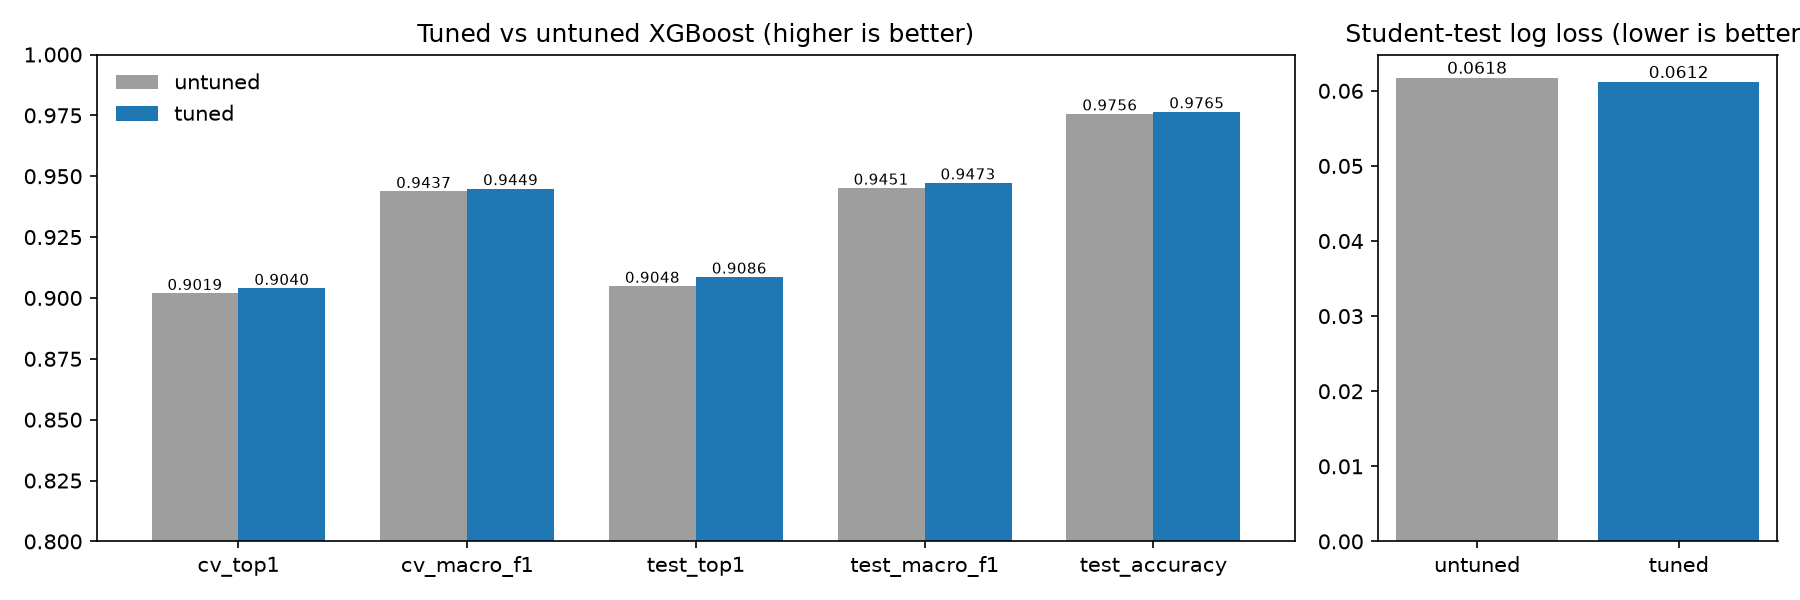 Tuned vs untuned XGBoost (higher is better)
untuned
tuned
1.000
0.975
0.950
0.925
0.900
0.875
0.850
0.825
0.800
0.9019
0.9040
0.9437
0.9449
0.9048
0.9086
0.9451
0.9473
0.9756
0.9765
cv_top1
cv_macro_f1
test_top1
test_macro_f1
test_accuracy
Student-test log loss (lower is better
0.06
0.05
0.04
0.03
0.02
0.01
0.00
0.0618
0.0612
untuned
tuned